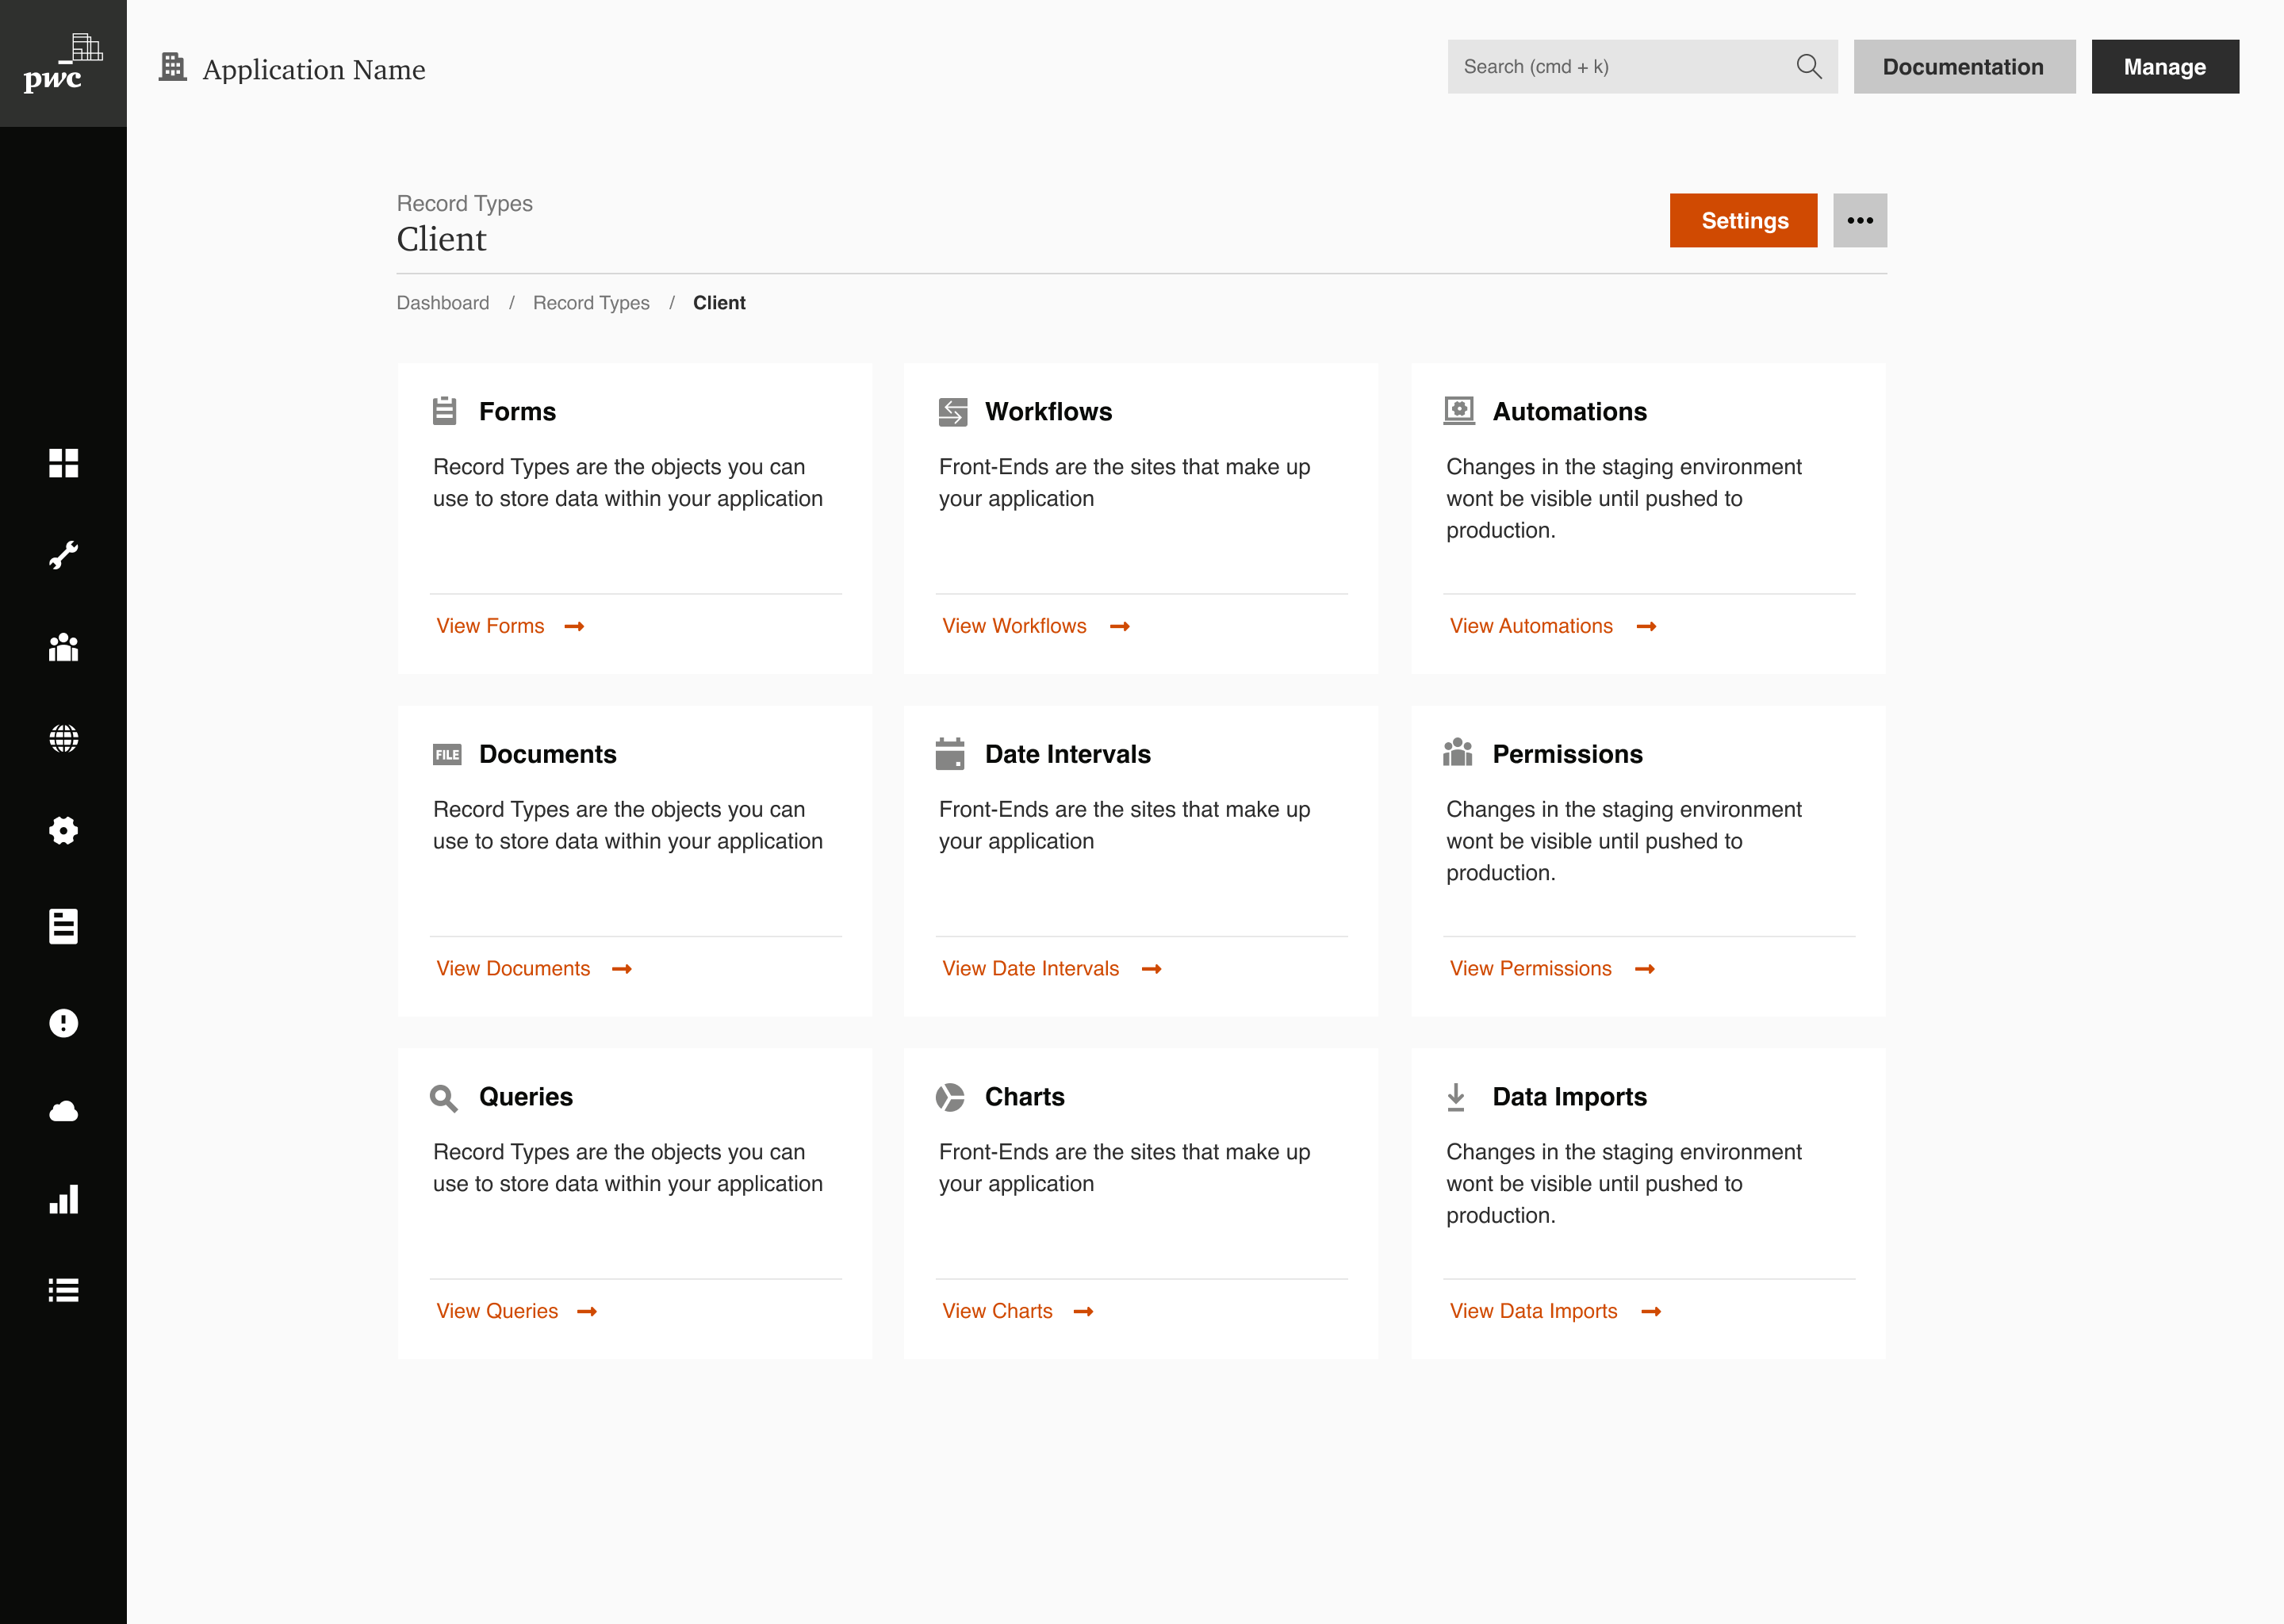 pwc
Application Name
Search (cmd + k)
Documentation
Manage
Record Types
Client
Settings
Dashboard / Record Types / Client
Forms
Record Types are the objects you can
use to store data within your application
View Forms
Workflows
Front-Ends are the sites that make up
your application
View Workflows
Automations
Changes in the staging environment
wont be visible until pushed to
production.
View Automations
FILE
Documents
Record Types are the objects you can
use to store data within your application
View Documents
Date Intervals
Front-Ends are the sites that make up
your application
View Date Intervals
Permissions
Changes in the staging environment
wont be visible until pushed to
production.
View Permissions
Queries
Record Types are the objects you can
use to store data within your application
View Queries
Charts
Front-Ends are the sites that make up
your application
View Charts
Data Imports
Changes in the staging environment
wont be visible until pushed to
production.
View Data Imports